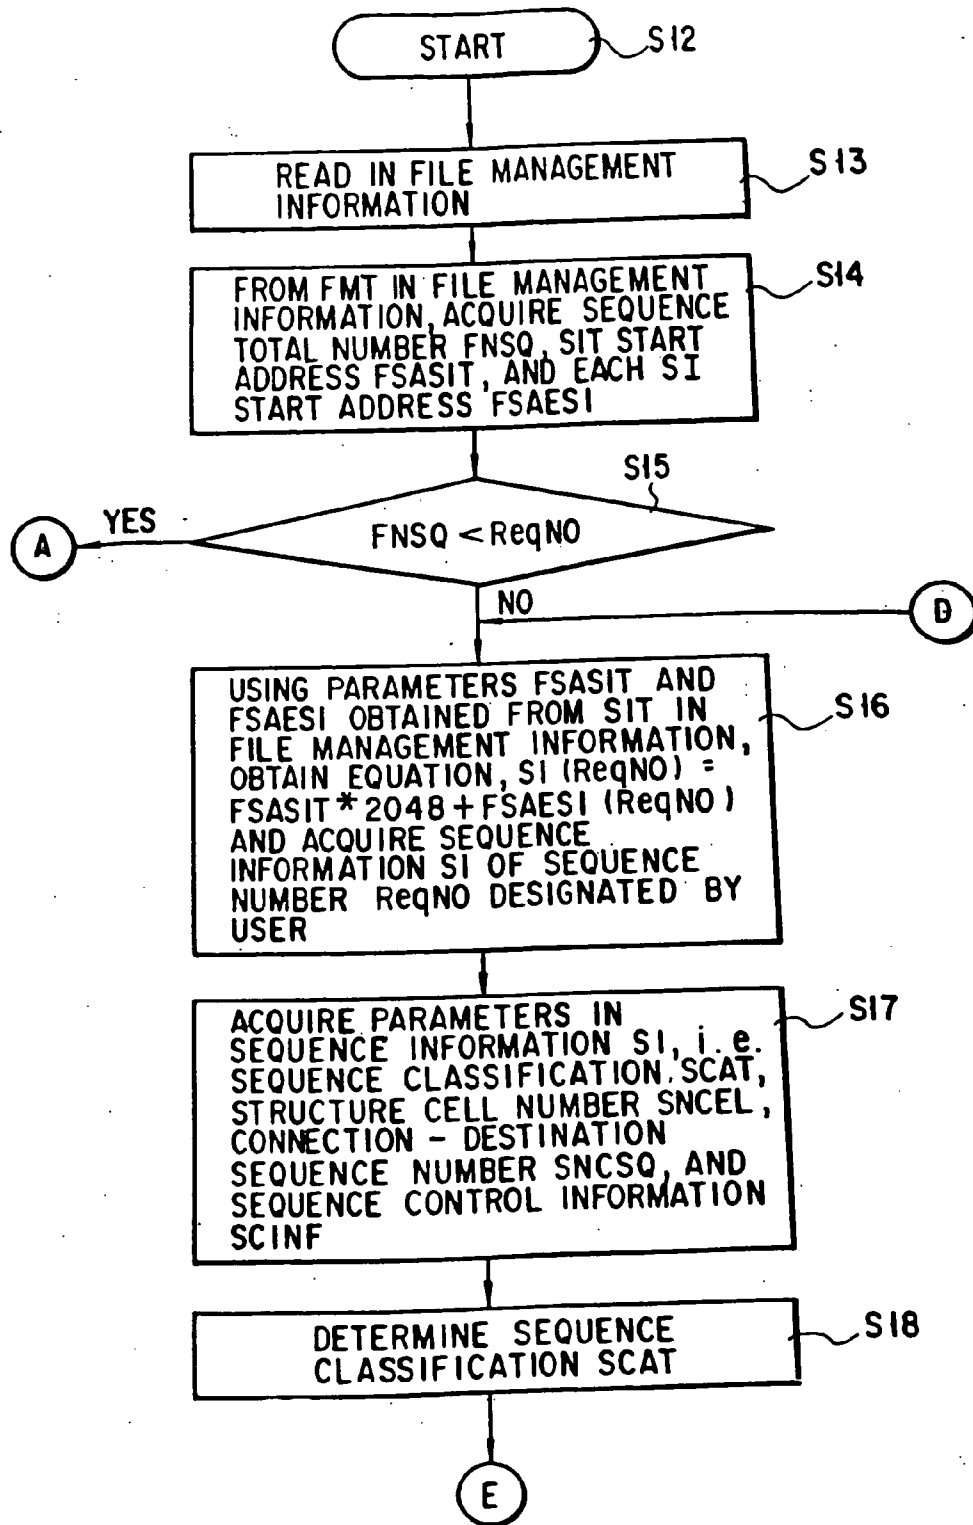 START
S12
READ IN FILE MANAGEMENT
INFORMATION
S13
FROM FMT IN FILE MANAGEMENT
INFORMATION, ACQUIRE SEQUENCE
TOTAL NUMBER FNSQ, SIT START
ADDRESS FSASIT, AND EACH SI
START ADDRESS FSAESI
S14
S15
FNSQ < ReqNO
YES
A
NO
D
USING PARAMETERS FSASIT AND
FSAESI OBTAINED FROM SIT IN
FILE MANAGEMENT INFORMATION,
OBTAIN EQUATION, SI (ReqNO) =
FSASIT * 2048 + FSAESI (ReqNO)
AND ACQUIRE SEQUENCE
INFORMATION SI OF SEQUENCE
NUMBER ReqNO DESIGNATED BY
USER
S16
ACQUIRE PARAMETERS IN
SEQUENCE INFORMATION SI, i. e.
SEQUENCE CLASSIFICATION SCAT,
STRUCTURE CELL NUMBER SNCEL,
CONNECTION - DESTINATION
SEQUENCE NUMBER SNCSQ, AND
SEQUENCE CONTROL INFORMATION
SCINF
S17
DETERMINE SEQUENCE
CLASSIFICATION SCAT
S18
E